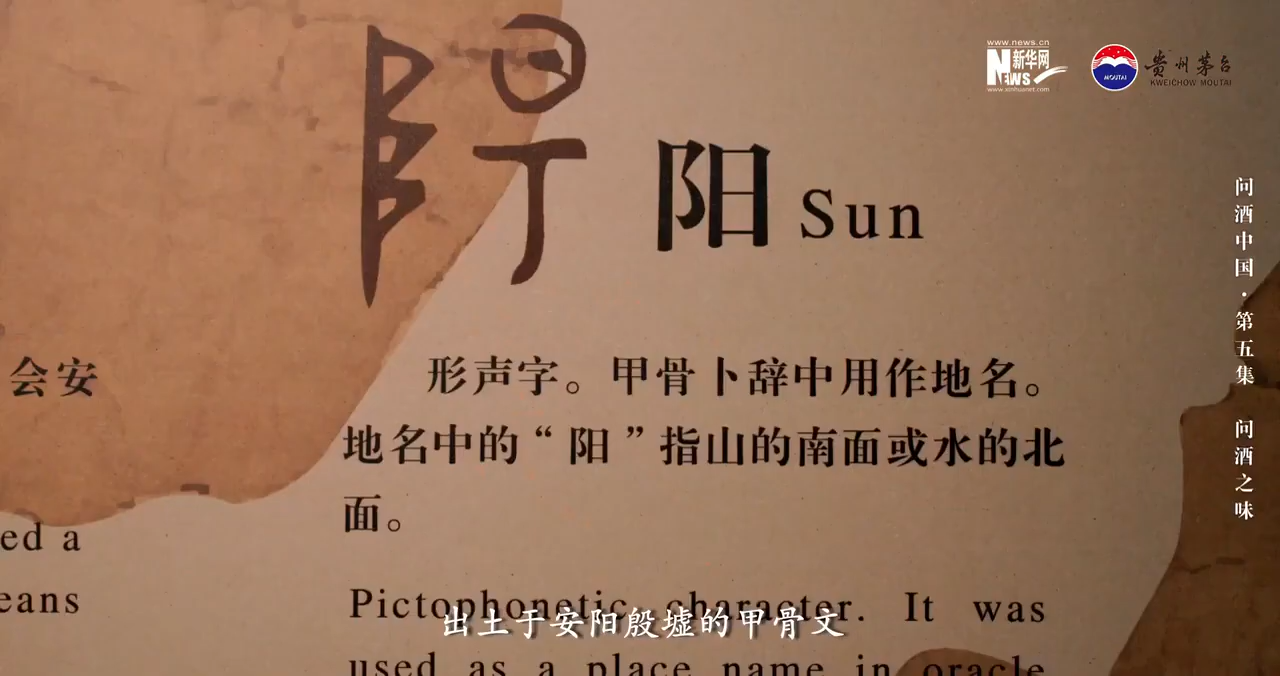 www.news.cn
新华网
NEWS
www.xinhuanet.com
MOUTAI
贵州茅台
KWEICHOW MOUTAI
阳 Sun
问酒中国·第五集 问酒之味
会安
形声字。甲骨卜辞中用作地名。
地名中的“阳”指山的南面或水的北
面。
ed a
eans
Pictophonetic character. It was
used as a place name in oracle
出土于安阳殷墟的甲骨文